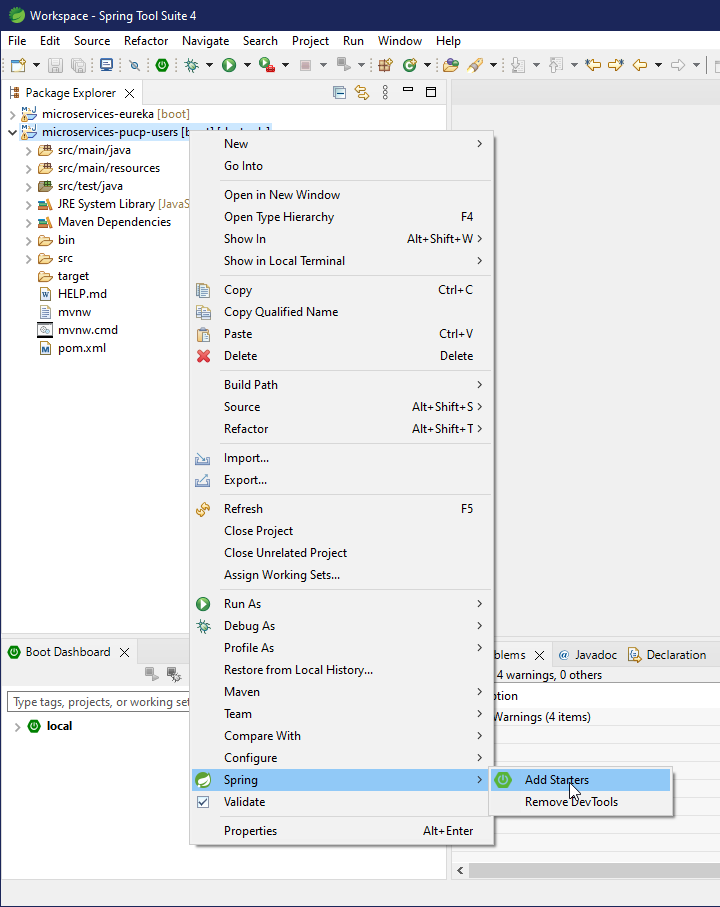 Workspace - Spring Tool Suite 4
File Edit Source Refactor Navigate Search Project Run Window Help
Package Explorer
microservices-eureka [boot]
microservices-pucp-users
src/main/java
src/main/resources
src/test/java
JRE System Library [JavaS
Maven Dependencies
bin
src
target
HELP.md
mvnw
mvnw.cmd
pom.xml
New
Go Into
Open in New Window
Open Type Hierarchy F4
Show In Alt+Shift+W
Show in Local Terminal
Copy Ctrl+C
Copy Qualified Name
Paste Ctrl+V
Delete Delete
Build Path
Source Alt+Shift+S
Refactor Alt+Shift+T
Import...
Export...
Refresh F5
Close Project
Close Unrelated Project
Assign Working Sets...
Run As
Debug As
Profile As
Restore from Local History...
Maven
Team
Compare With
Configure
Spring
Validate
Properties Alt+Enter
Add Starters
Remove DevTools
Boot Dashboard
Type tags, projects, or working set
local
blems @ Javadoc Declaration
4 warnings, 0 others
ption
Warnings (4 items)